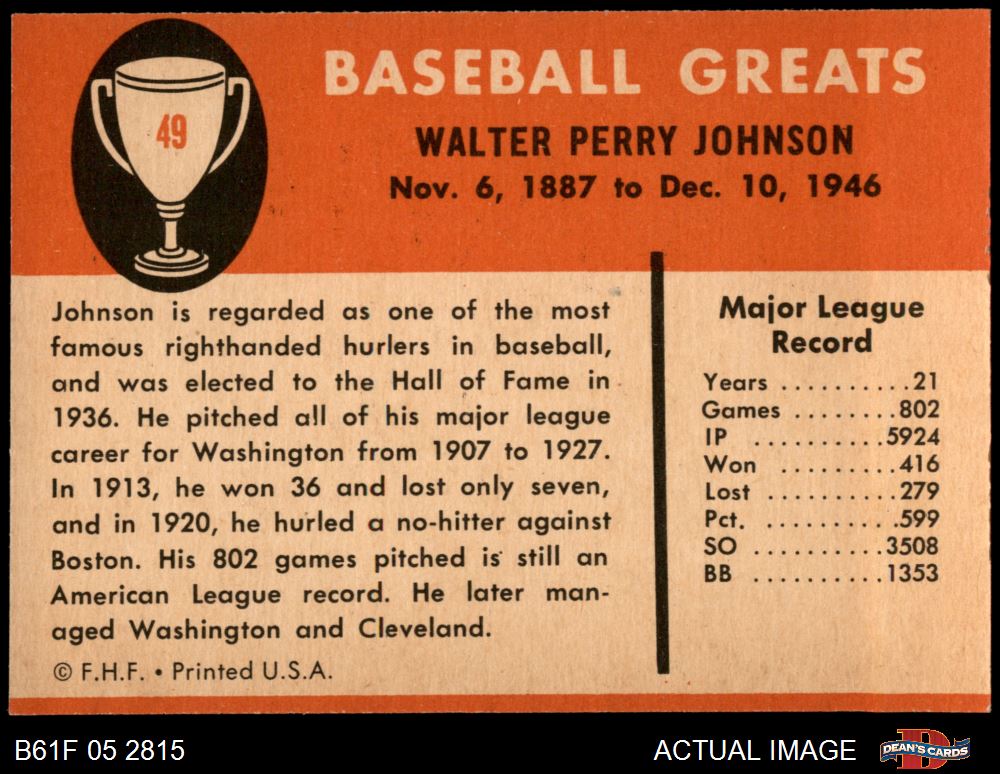 49
BASEBALL GREATS
WALTER PERRY JOHNSON
Nov. 6, 1887 to Dec. 10, 1946
Johnson is regarded as one of the most
famous righthanded hurlers in baseball,
and was elected to the Hall of Fame in
1936. He pitched all of his major league
career for Washington from 1907 to 1927.
In 1913, he won 36 and lost only seven,
and in 1920, he hurled a no-hitter against
Boston. His 802 games pitched is still an
American League record. He later man-
aged Washington and Cleveland.
© F.H.F. • Printed U.S.A.
Major League
Record
Years ..........21
Games ........802
IP ..........5924
Won .........416
Lost ..........279
Pct. ..........599
SO ..........3508
BB ..........1353
B61F 05 2815
ACTUAL IMAGE
DEAN'S CARDS